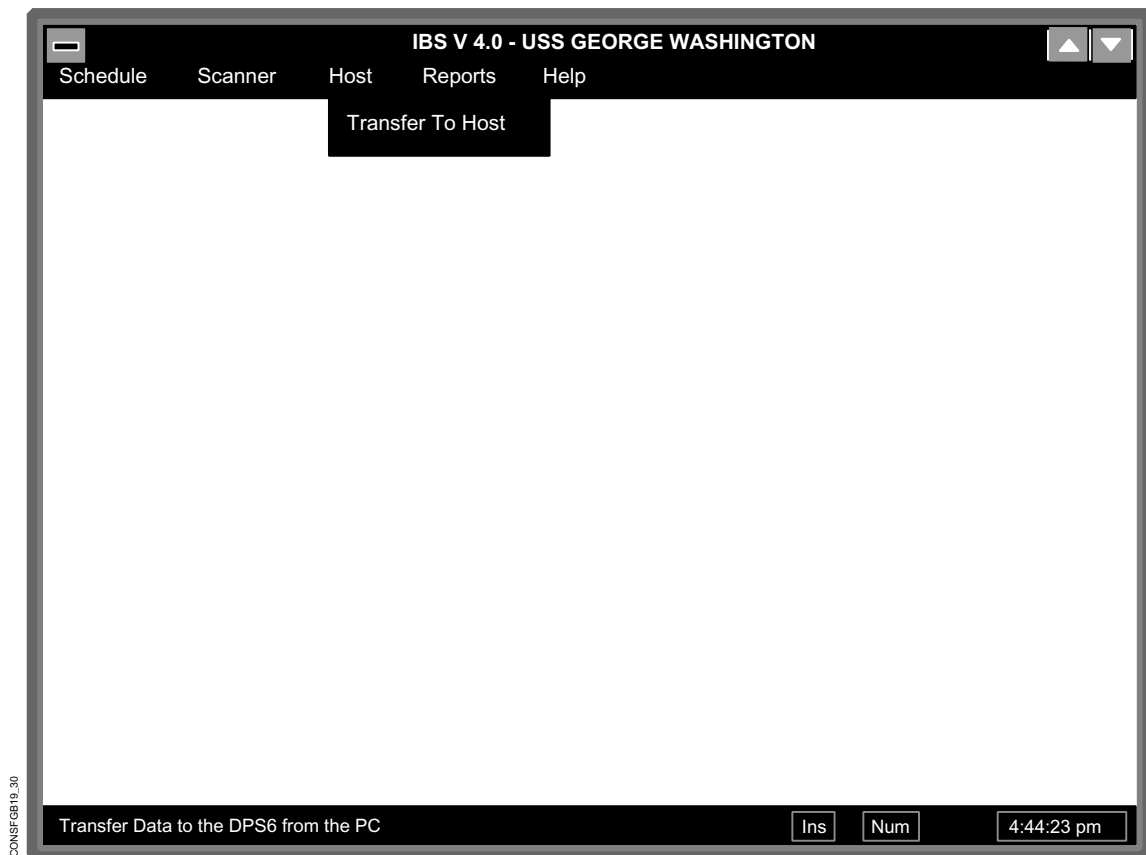 IBS V 4.0 - USS GEORGE WASHINGTON
Schedule Scanner Host Reports Help
Transfer To Host
CONSFGB19_30
Transfer Data to the DPS6 from the PC Ins Num 4:44:23 pm